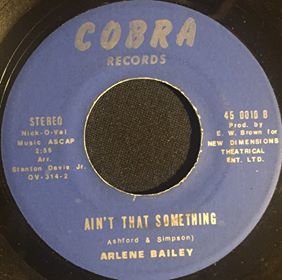 COBRA
RECORDS
STEREO
Nick-O-Val
Music ASCAP
2:56
Arr.
Stanton Davis Jr.
OV-314-2
45 0010 B
Prod. by
E. W. Brown for
NEW DIMENSIONS
THEATRICAL
ENT. LTD.
AIN'T THAT SOMETHING
Ashford & Simpson)
ARLENE BAILEY